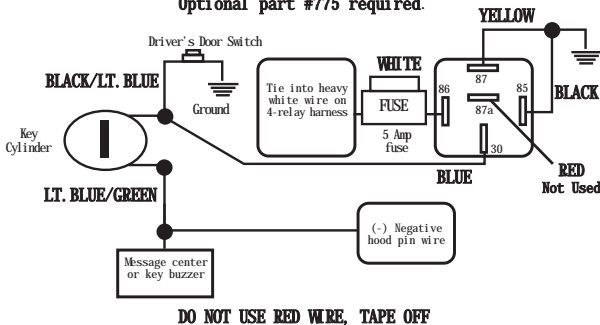 Optional part #775 required.
YELLOW
Driver's Door Switch
BLACK/LT. BLUE
Ground
Tie into heavy
white wire on
4-relay harness
WHITE
FUSE
5 Amp
fuse
87
86
85
87a
30
BLACK
Key
Cylinder
BLUE
RED
Not Used
LT. BLUE/GREEN
(-) Negative
hood pin wire
Message center
or key buzzer
DO NOT USE RED WIRE, TAPE OFF